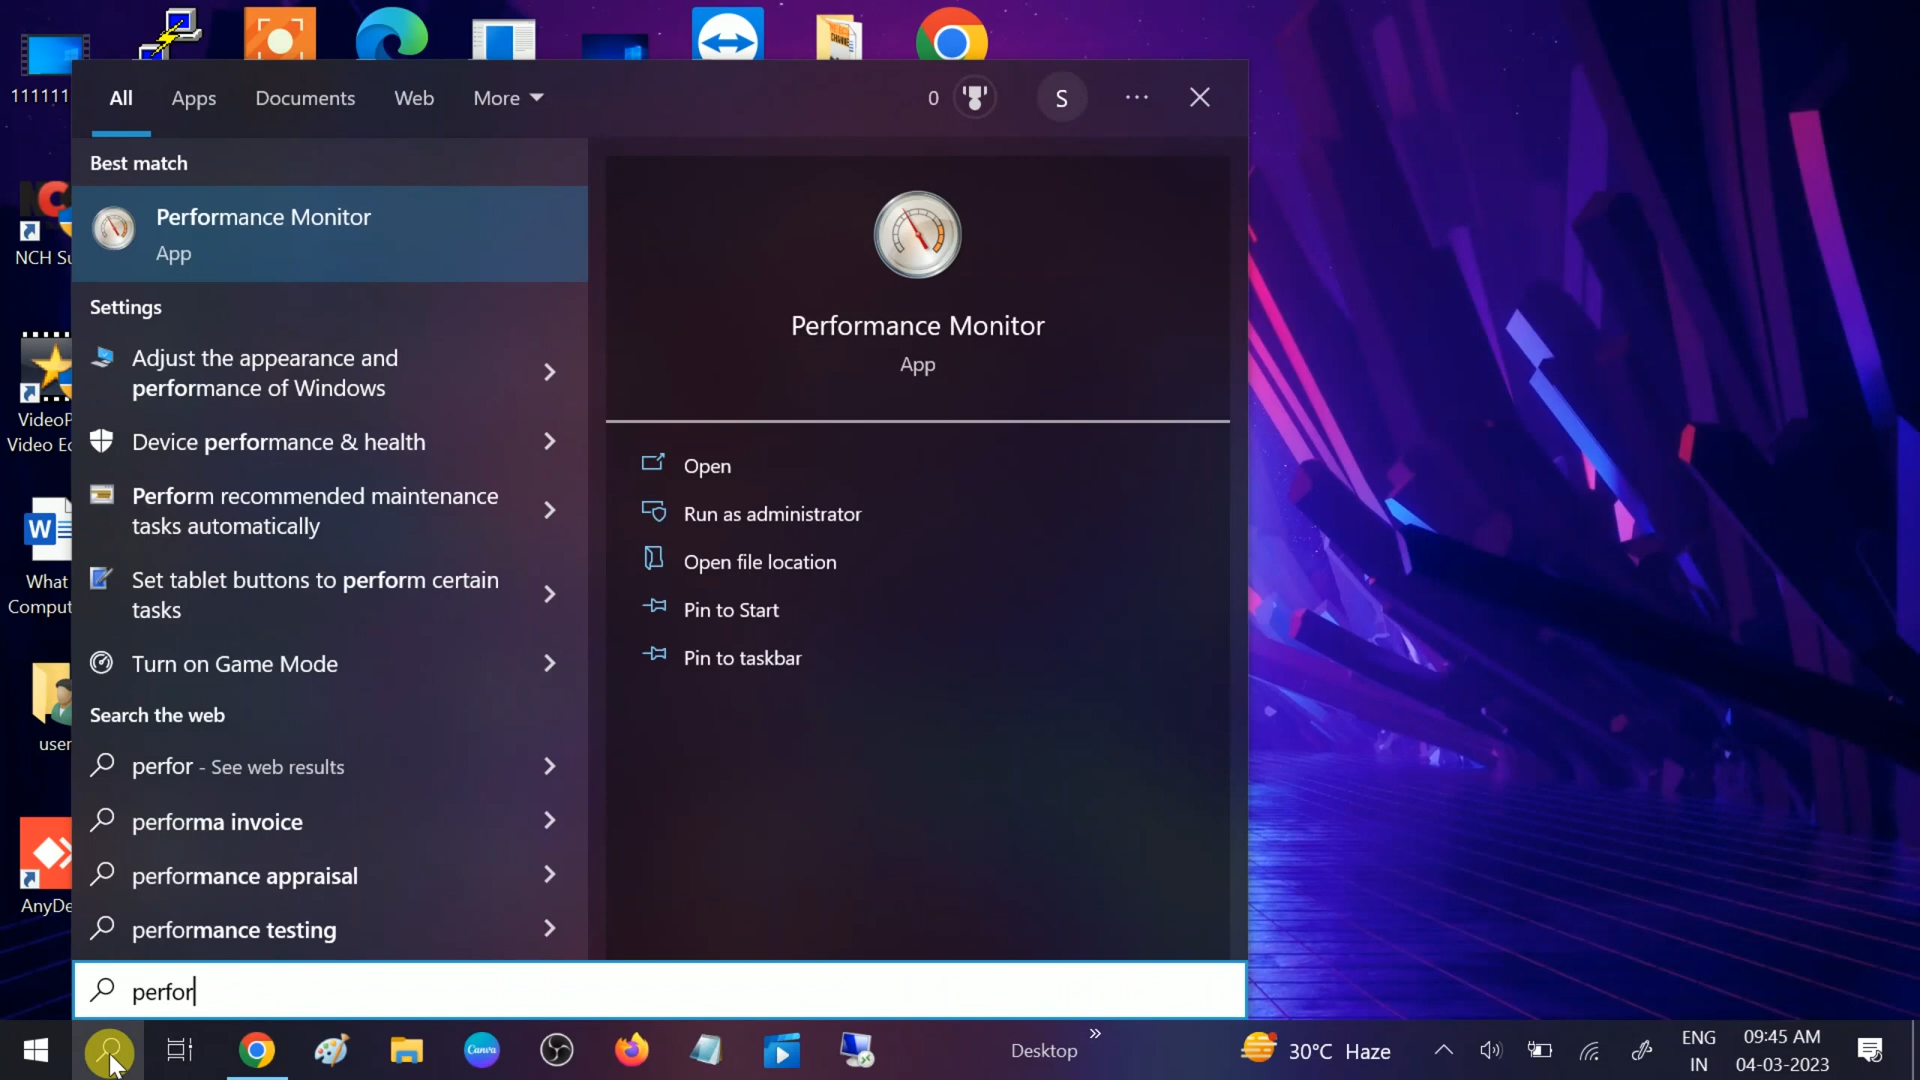 111111
All
Apps
Documents
Web
More
0
S
Best match
Performance Monitor
App
Settings
Adjust the appearance and
performance of Windows
Device performance & health
Perform recommended maintenance
tasks automatically
Set tablet buttons to perform certain
tasks
Turn on Game Mode
Search the web
perfor - See web results
performa invoice
performance appraisal
performance testing
perfor
Performance Monitor
App
Open
Run as administrator
Open file location
Pin to Start
Pin to taskbar
NCH Su
VideoP
Video Ed
W
What
Comput
user
AnyDe
Canva
Desktop
30°C Haze
ENG
IN
09:45 AM
04-03-2023